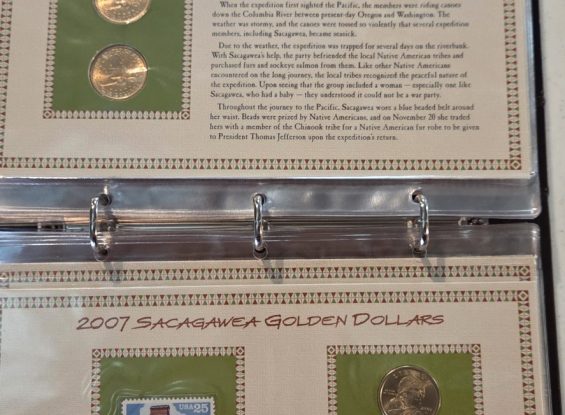 When the expedition first sighted the Pacific, the members were riding canoes
down the Columbia River between present-day Oregon and Washington. The
weather was stormy, and the canoes were tossed so violently that several expedition
members, including Sacagawea, became seasick.
Due to the weather, the expedition was trapped for several days on the riverbank.
With Sacagawea's help, the party befriended the local Native American tribes and
purchased furs and sockeye salmon from them. Like other Native Americans
encountered on the long journey, the local tribes recognized the peaceful nature of
the expedition. Upon seeing that the group included a woman — especially one like
Sacagawea, who had a baby — they understood it could not be a war party.
Throughout the journey to the Pacific, Sacagawea wore a blue beaded belt around
her waist. Beads were prized by Native Americans, and on November 20 she traded
hers with a member of the Chinook tribe for a Native American fur robe to be given
to President Thomas Jefferson upon the expedition's return.
2007 SACAGAWEA GOLDEN DOLLARS
USA25